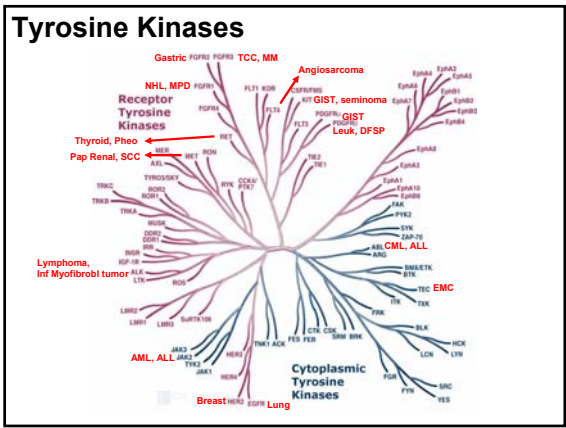 Tyrosine Kinases
Gastric FGFR2 FGFR3 TCC, MM
Angiosarcoma
NHL, MPD FGFR1
FLT1 KDR
CSFR/FMS
KIT GIST, seminoma
FLT4
FGFR4
PDGFRα GIST
PDGFRβ
Leuk, DFSP
FLT3
Receptor
Tyrosine
Kinases
EphA3
EphA4
EphA5
EphA6
EphB1
EphA7
EphB2
EphB3
EphB4
Thyroid, Pheo
RET
Pap Renal, SCC
MER
MET
RON
AXL
TIE2
TIE1
EphA8
EphA2
TYRO3/SKY
RYK
CCK4/
PTK7
EphA1
EphA10
EphB6
TRKC
ROR2
ROR1
TRKB
TRKA
MUSK
FAK
PYK2
SYK
ZAP-70
DDR2
DDR1
IRR
INSR
IGF-1R
ABL CML, ALL
ARG
Lymphoma,
Inf Myofibrobl tumor
ALK
LTK
ROS
BMX/ETK
BTK
TEC EMC
TXK
ITK
LMR2
LMR1
LMR3
SuRTK106
FRK
BLK
HCK
LYN
LCN
TNK1 ACK
FES
FER
CTK
CSK
SRM
BRK
AML, ALL
JAK3
JAK2
TYK2
JAK1
HER3
HER4
Breast HER2 EGFR Lung
Cytoplasmic
Tyrosine
Kinases
FGR
FYN
SRC
YES